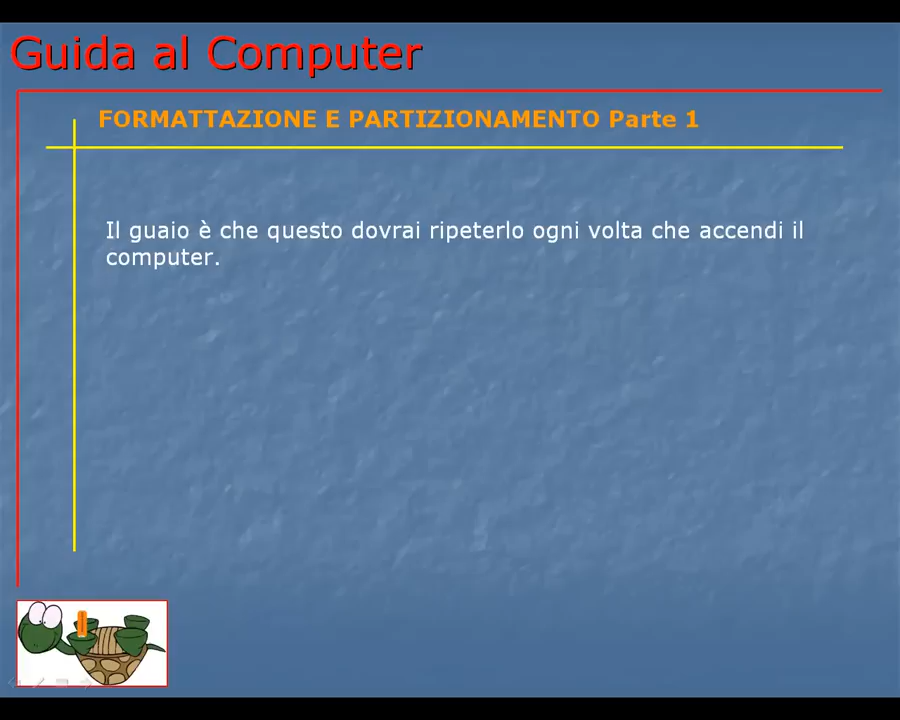 Guida al Computer
FORMATTAZIONE E PARTIZIONAMENTO Parte 1
Il guaio è che questo dovrai ripeterlo ogni volta che accendi il
computer.